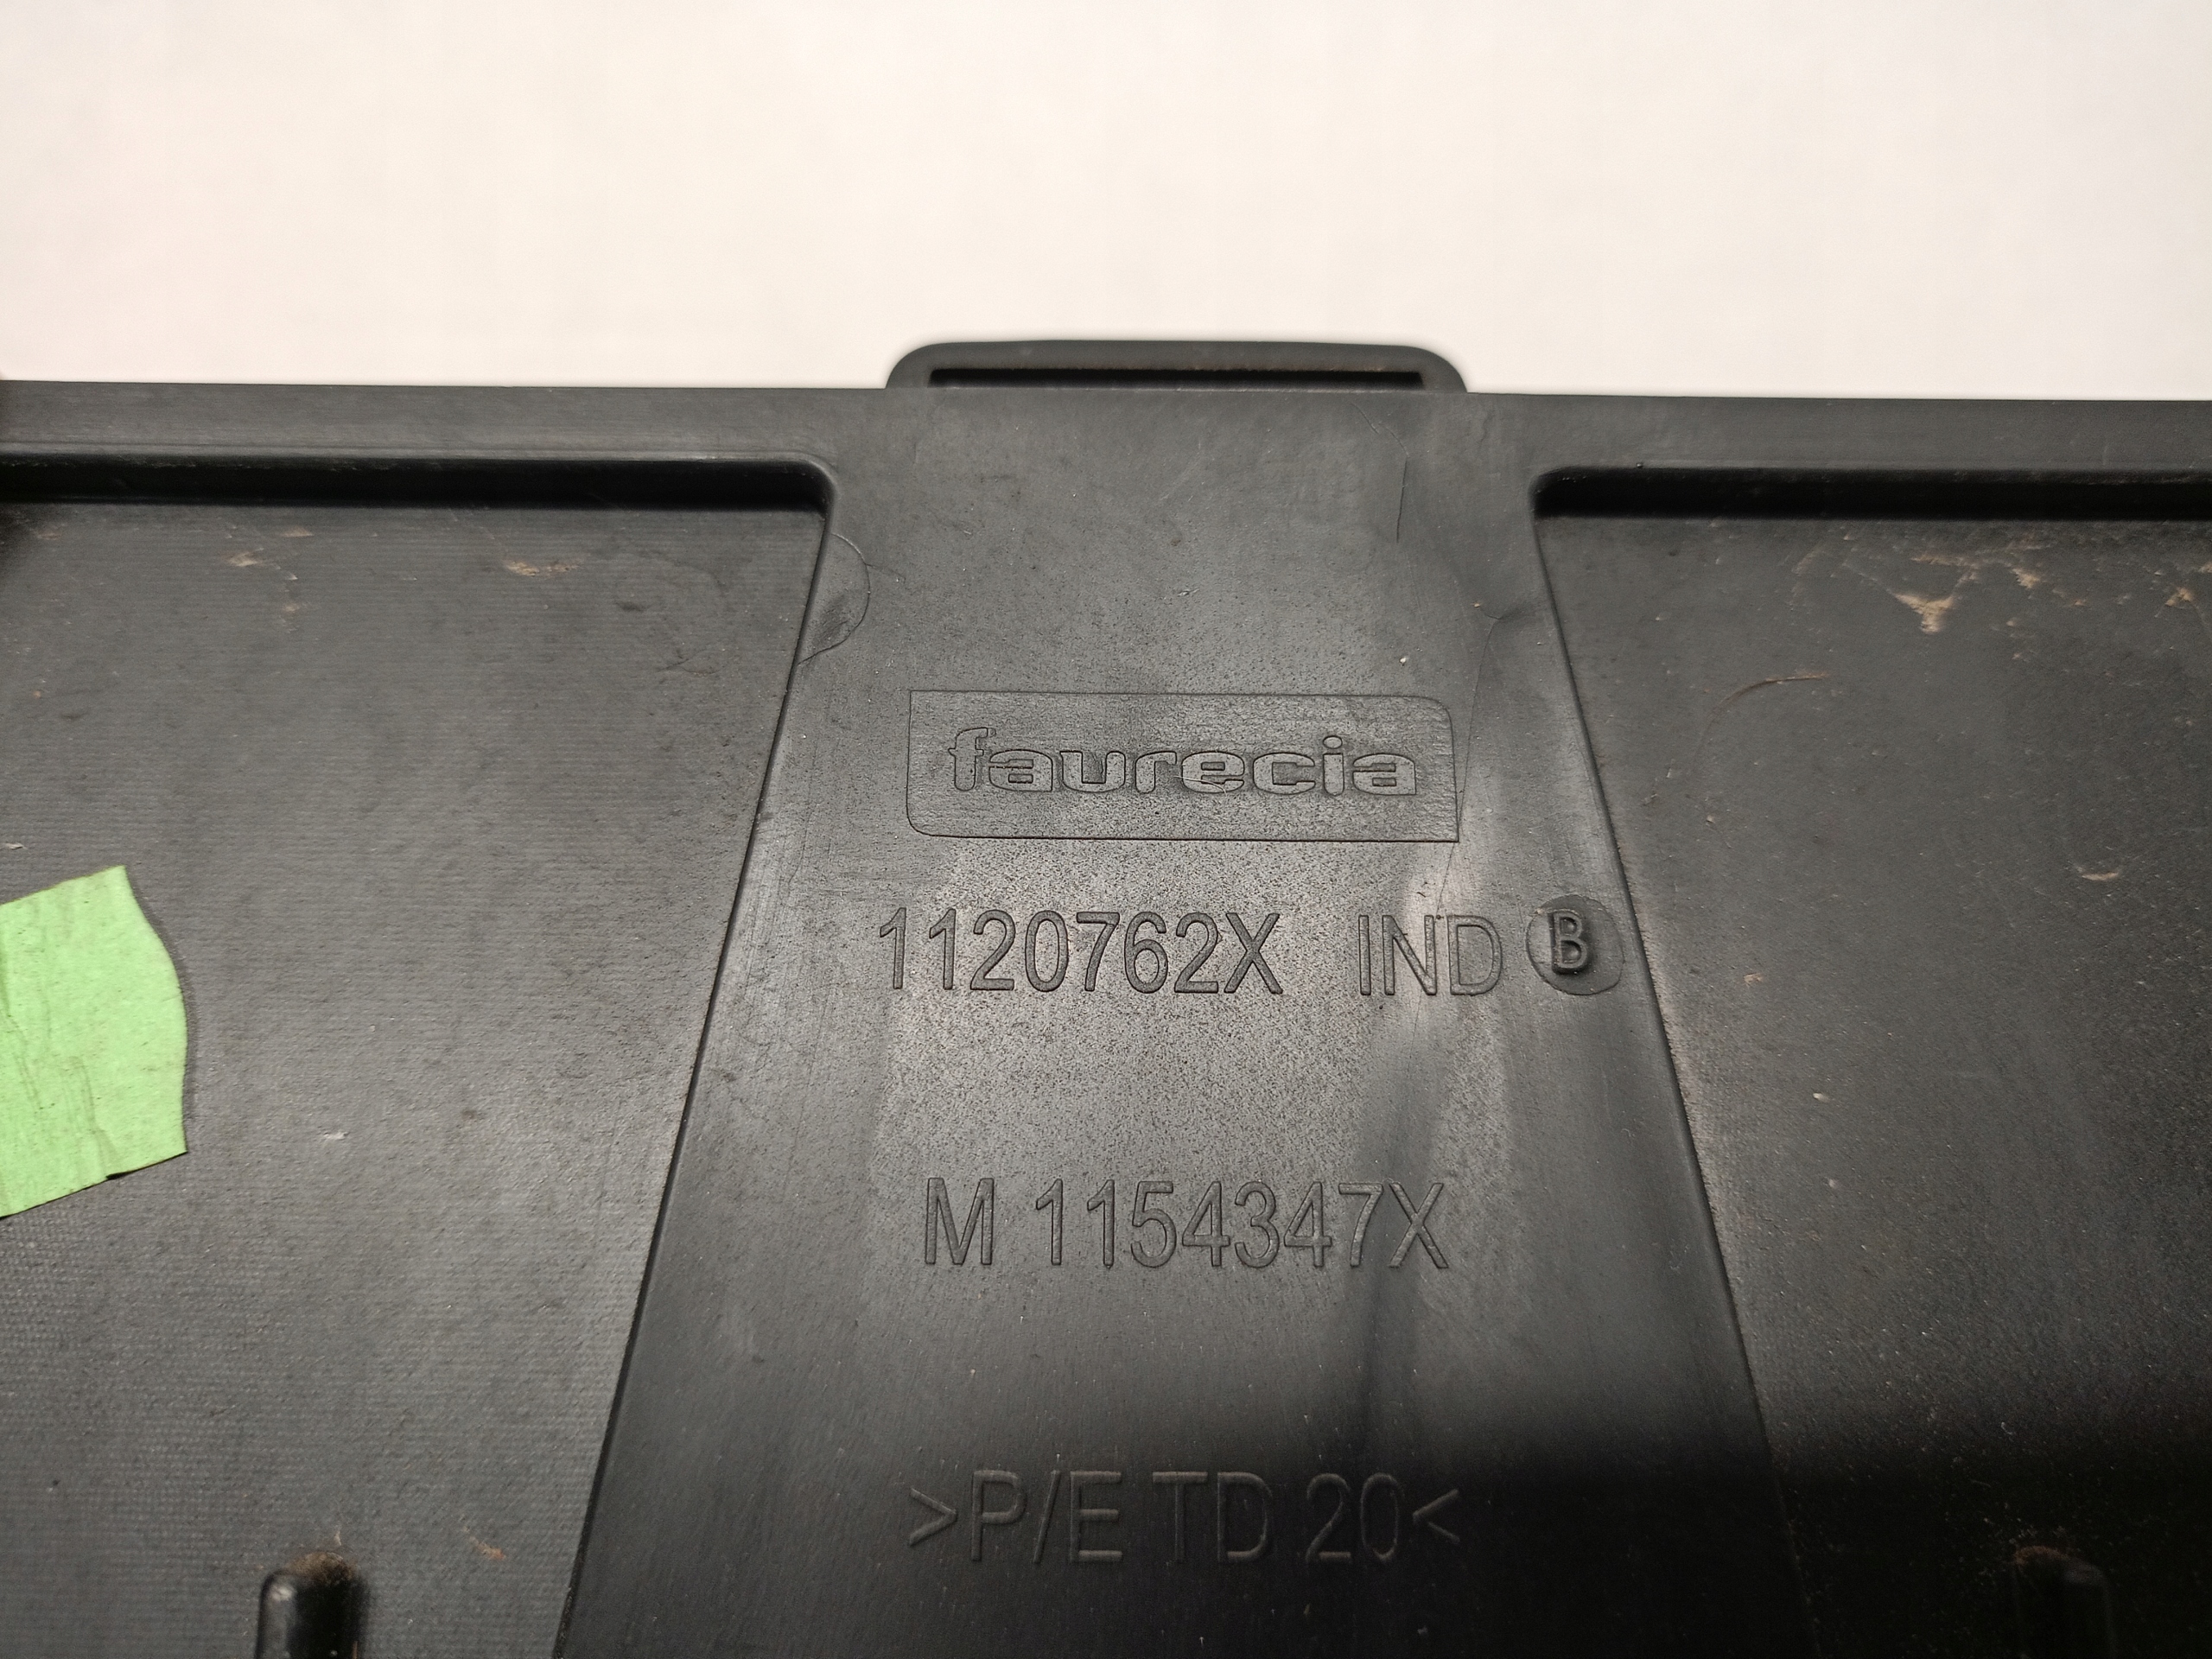 faurecia
1120762X IND B
M 1154347X
>P/E TD 20<